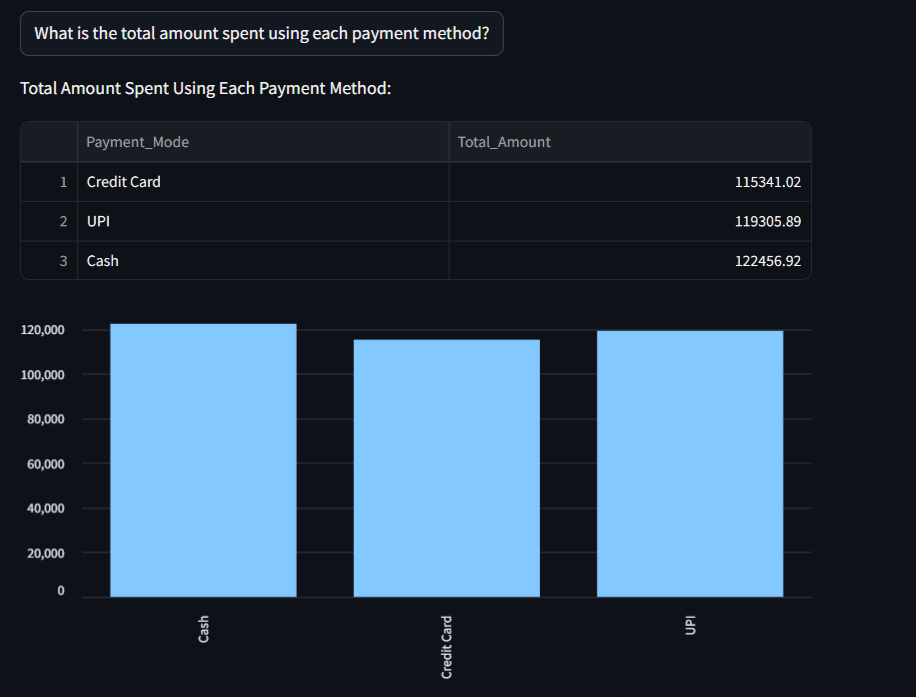 What is the total amount spent using each payment method?
Total Amount Spent Using Each Payment Method:
Payment_Mode Total_Amount
1 Credit Card 115341.02
2 UPI 119305.89
3 Cash 122456.92
120,000
100,000
80,000
60,000
40,000
20,000
0
Cash Credit Card UPI